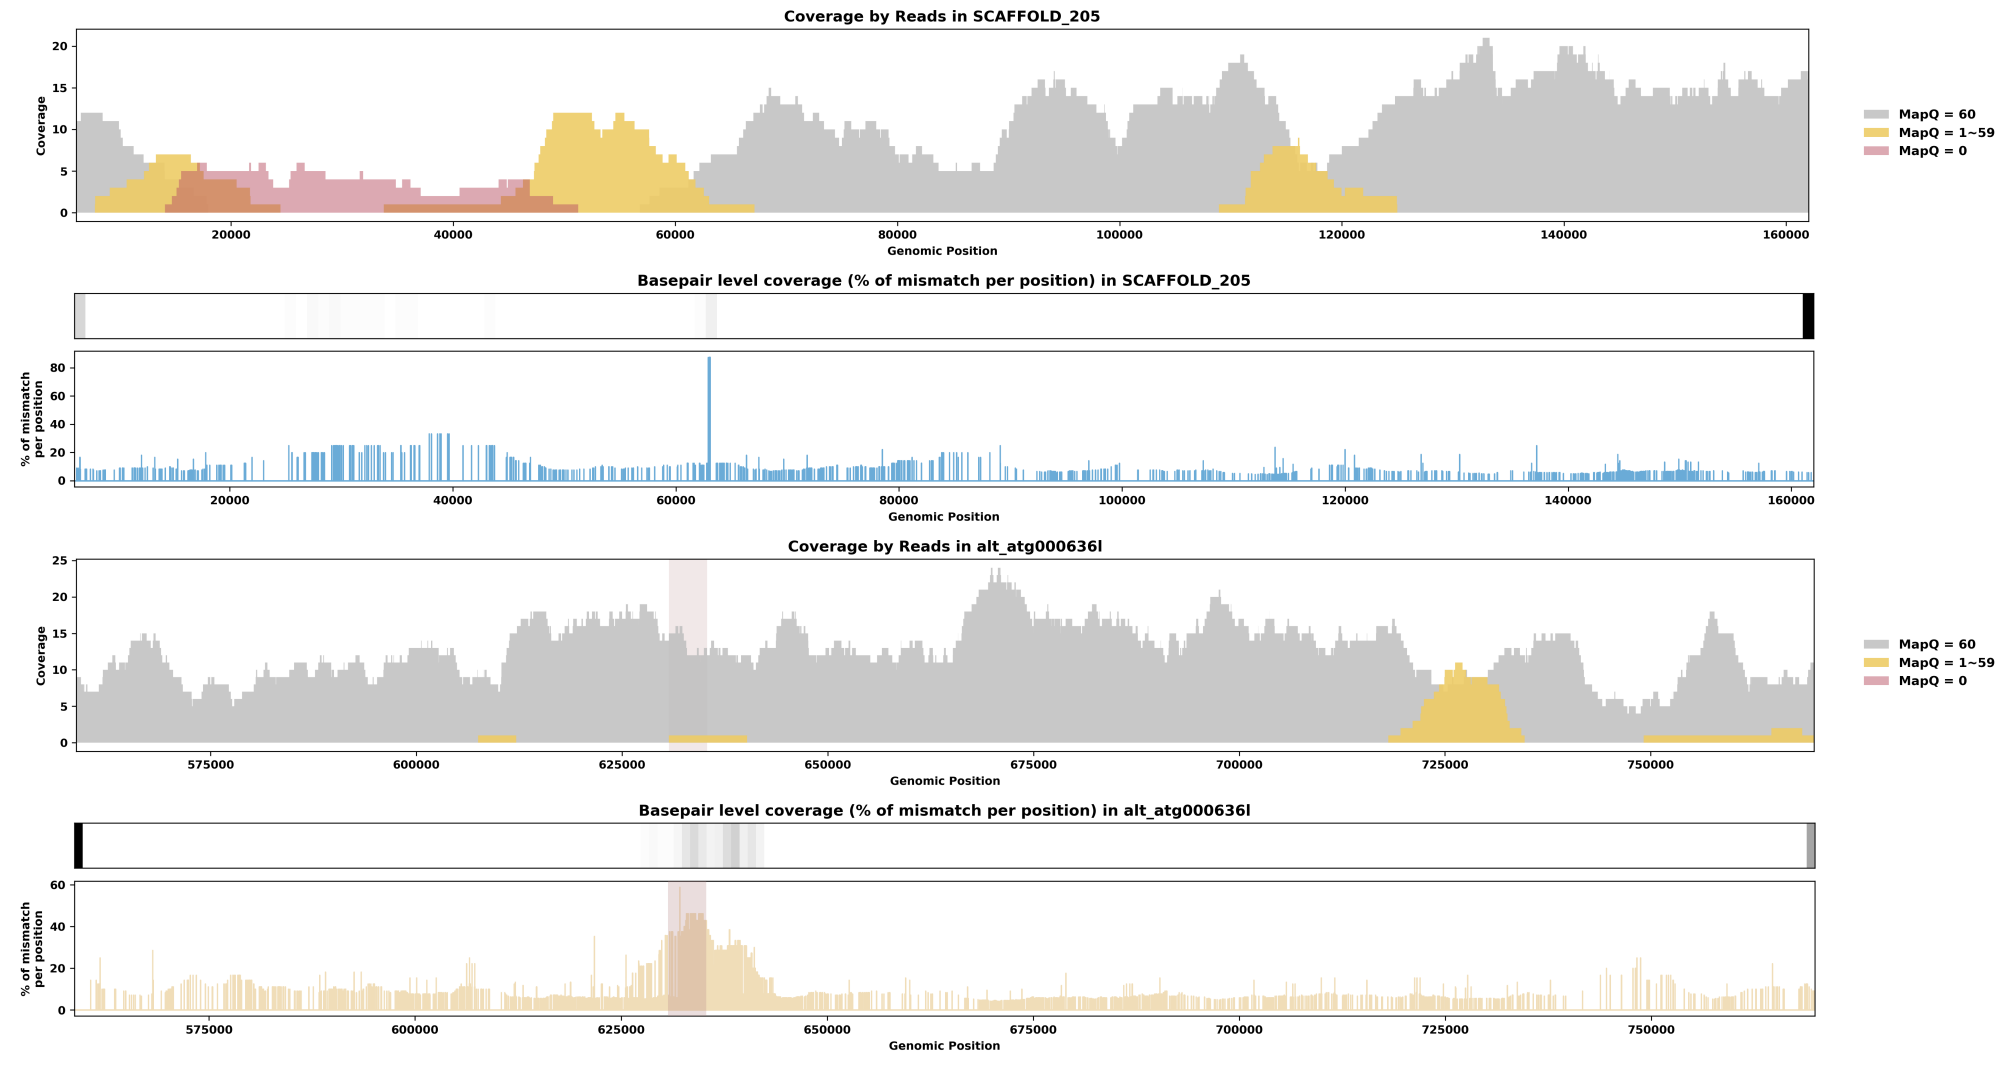 Coverage by Reads in SCAFFOLD_205
Coverage
20
15
10
5
0
20000 40000 60000 80000 100000 120000 140000 160000
Genomic Position
MapQ = 60
MapQ = 1~59
MapQ = 0
Basepair level coverage (% of mismatch per position) in SCAFFOLD_205
% of mismatch
per position
80
60
40
20
0
20000 40000 60000 80000 100000 120000 140000 160000
Genomic Position
Coverage by Reads in alt_atg000636l
Coverage
25
20
15
10
5
0
575000 600000 625000 650000 675000 700000 725000 750000
Genomic Position
MapQ = 60
MapQ = 1~59
MapQ = 0
Basepair level coverage (% of mismatch per position) in alt_atg000636l
% of mismatch
per position
60
40
20
0
575000 600000 625000 650000 675000 700000 725000 750000
Genomic Position